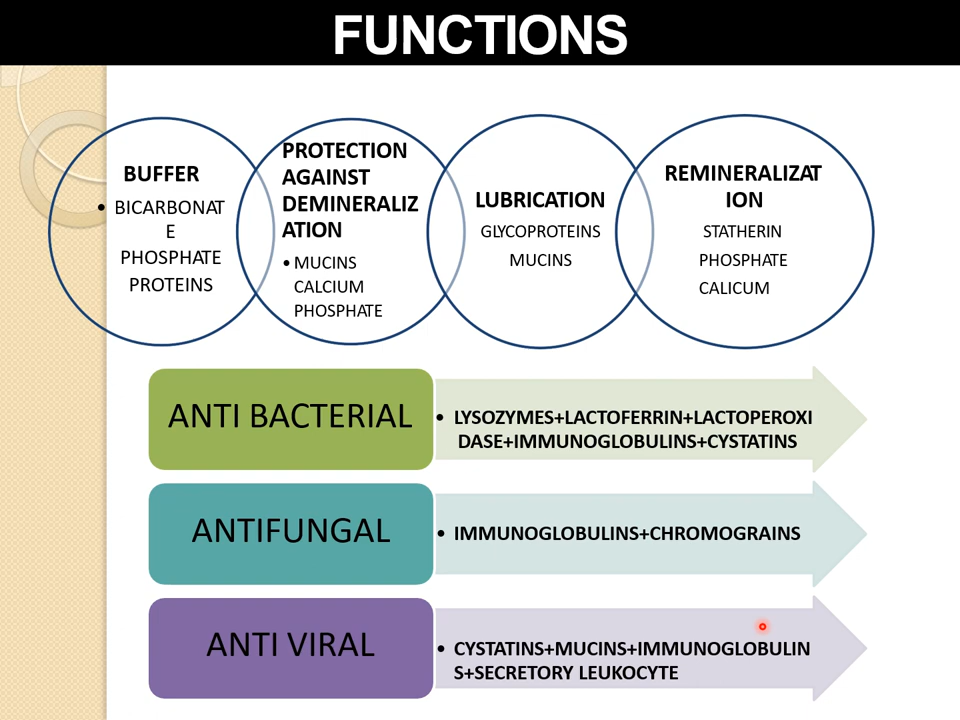 FUNCTIONS
BUFFER
• BICARBONAT
E
PHOSPHATE
PROTEINS
PROTECTION
AGAINST
DEMINERALIZ
ATION
• MUCINS
CALCIUM
PHOSPHATE
LUBRICATION
GLYCOPROTEINS
MUCINS
REMINERALIZAT
ION
STATHERIN
PHOSPHATE
CALICUM
ANTI BACTERIAL
• LYSOZYMES+LACTOFERRIN+LACTOPEROXI
DASE+IMMUNOGLOBULINS+CYSTATINS
ANTIFUNGAL
• IMMUNOGLOBULINS+CHROMOGRAINS
ANTI VIRAL
• CYSTATINS+MUCINS+IMMUNOGLOBULIN
S+SECRETORY LEUKOCYTE